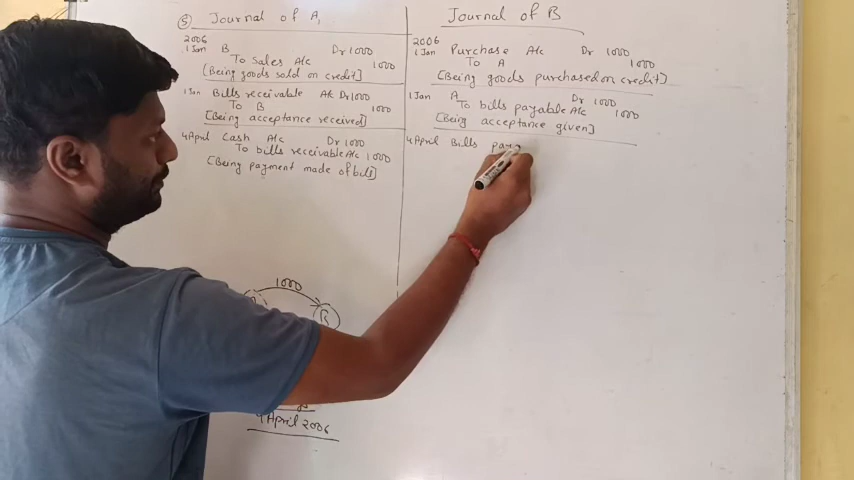 5 Journal of A,
2006
1 Jan B Dr 1000
To Sales A/c 1000
[Being goods sold on credit]
1 Jan Bills receivable A/c Dr 1000
To B 1000
[Being acceptance received]
4 April Cash A/c Dr 1000
To bills receivable A/c 1000
[Being payment made of bill]
Journal of B
2006
1 Jan Purchase A/c Dr 1000
To A 1000
[Being goods purchased on credit]
1 Jan A Dr 1000
To bills payable A/c 1000
[Being acceptance given]
4 April Bills pay
1000
B
4 April 2006